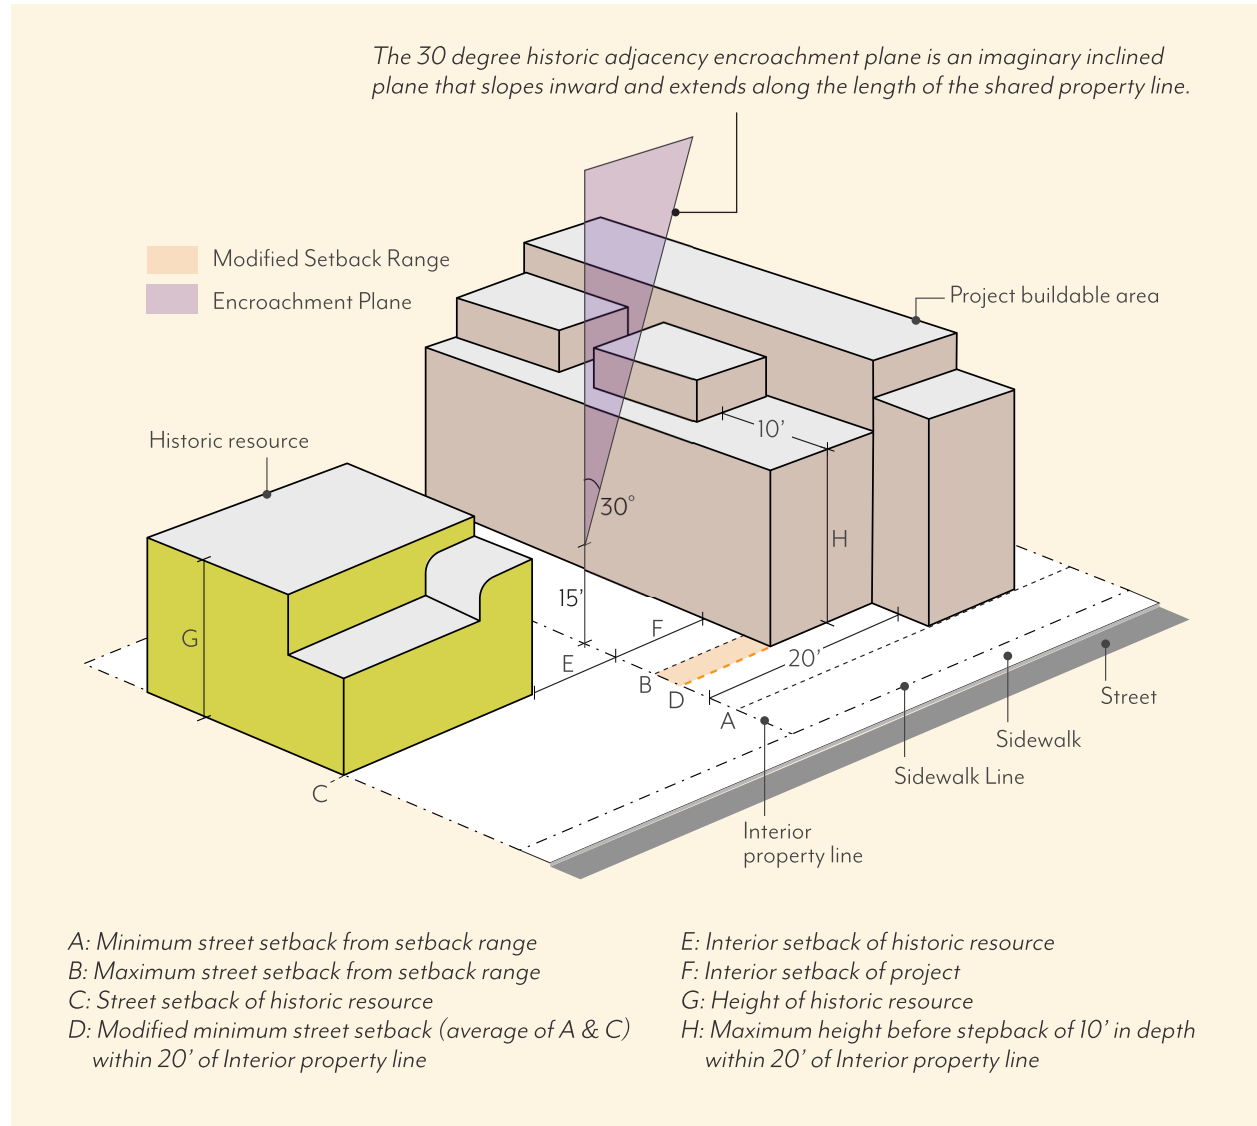 The 30 degree historic adjacency encroachment plane is an imaginary inclined
plane that slopes inward and extends along the length of the shared property line.
Modified Setback Range
Encroachment Plane
Project buildable area
Historic resource
10’
30°
H
15’
G
F
E
20’
B
D
A
Street
Sidewalk
Sidewalk Line
C
Interior
property line
A: Minimum street setback from setback range
B: Maximum street setback from setback range
C: Street setback of historic resource
D: Modified minimum street setback (average of A & C)
within 20’ of Interior property line
E: Interior setback of historic resource
F: Interior setback of project
G: Height of historic resource
H: Maximum height before stepback of 10’ in depth
within 20’ of Interior property line